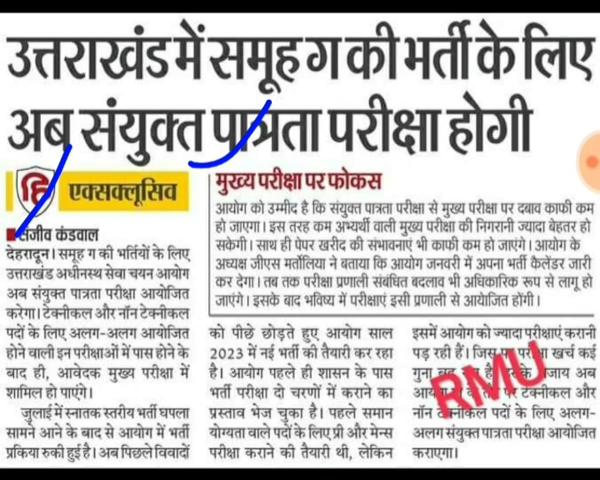 उत्तराखंड में समूह ग की भर्ती के लिए
अब संयुक्त पात्रता परीक्षा होगी
हि एक्सक्लूसिव
संजीव कंडवाल
देहरादून। समूह ग की भर्तियों के लिए
उत्तराखंड अधीनस्थ सेवा चयन आयोग
अब संयुक्त पात्रता परीक्षा आयोजित
करेगा। टेक्नीकल और नॉन टेक्नीकल
पदों के लिए अलग-अलग आयोजित
होने वाली इन परीक्षाओं में पास होने के
बाद ही, आवेदक मुख्य परीक्षा में
शामिल हो पाएंगे।
जुलाई में स्नातक स्तरीय भर्ती घपला
सामने आने के बाद से आयोग में भर्ती
प्रकिया रुकी हुई है। अब पिछले विवादों
मुख्य परीक्षा पर फोकस
आयोग को उम्मीद है कि संयुक्त पात्रता परीक्षा से मुख्य परीक्षा पर दबाव काफी कम
हो जाएगा। इस तरह कम अभ्यर्थी वाली मुख्य परीक्षा की निगरानी ज्यादा बेहतर हो
सकेगी। साथ ही पेपर खरीद की संभावनाएं भी काफी कम हो जाएंगे। आयोग के
अध्यक्ष जीएस मर्तोलिया ने बताया कि आयोग जनवरी में अपना भर्ती कैलेंडर जारी
कर देगा। तब तक परीक्षा प्रणाली संबंधित बदलाव भी अधिकारिक रूप से लागू हो
जाएंगे। इसके बाद भविष्य में परीक्षाएं इसी प्रणाली से आयोजित होंगी।
को पीछे छोड़ते हुए आयोग साल
2023 में नई भर्ती की तैयारी कर रहा
है। आयोग पहले ही शासन के पास
भर्ती परीक्षा दो चरणों में कराने का
प्रस्ताव भेज चुका है। पहले समान
योग्यता वाले पदों के लिए प्री और मेन्स
परीक्षा कराने की तैयारी थी, लेकिन
इसमें आयोग को ज्यादा परीक्षाएं करानी
पड़ रही हैं। खर्च कई
गुना अब
टेक्नीकल और
नॉन टेक्नीकल पदों के लिए अलग-
अलग संयुक्त पात्रता परीक्षा आयोजित
कराएगा।
RMU